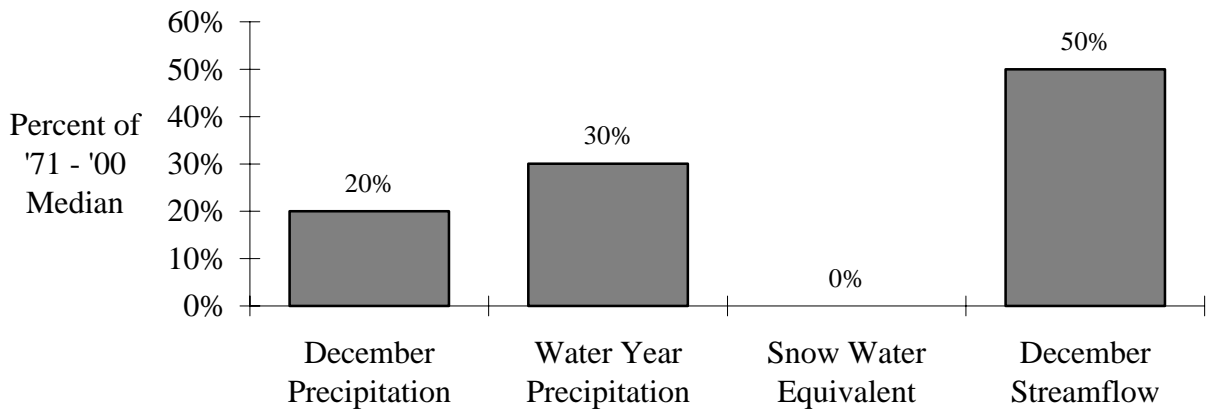 60%
50%
40%
30%
20%
10%
0%
Percent of
'71 - '00
Median
20%
30%
0%
50%
December
Precipitation
Water Year
Precipitation
Snow Water
Equivalent
December
Streamflow